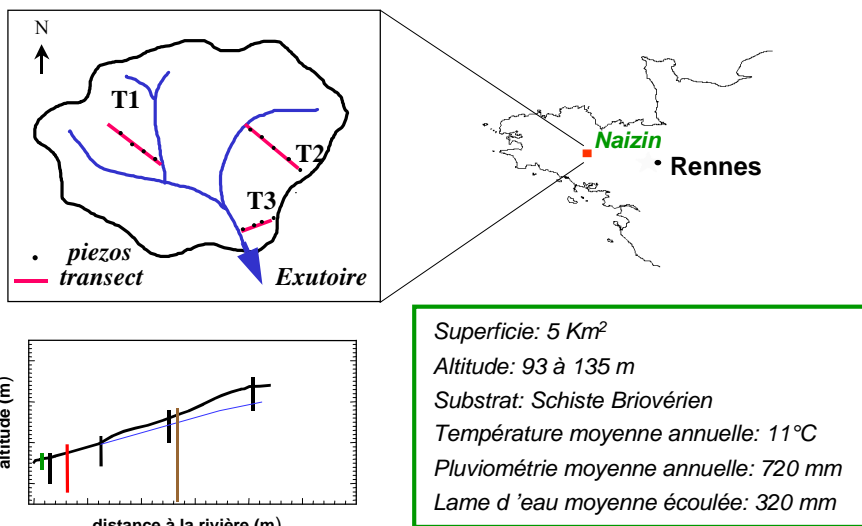 N
T1
T2
T3
piezos
transect
Exutoire
Naizin
Rennes
altitude (m)
distance à la rivière (m)
Superficie: 5 Km²
Altitude: 93 à 135 m
Substrat: Schiste Briovérien
Température moyenne annuelle: 11°C
Pluviométrie moyenne annuelle: 720 mm
Lame d 'eau moyenne écoulée: 320 mm